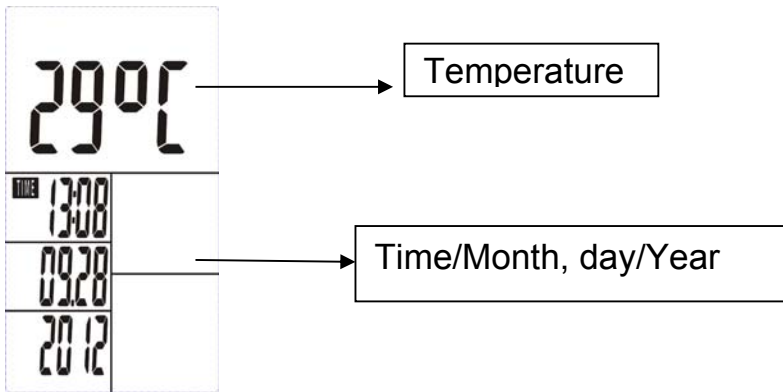 29°C
Temperature
TIME 13:08
09.28
Time/Month, day/Year
2012